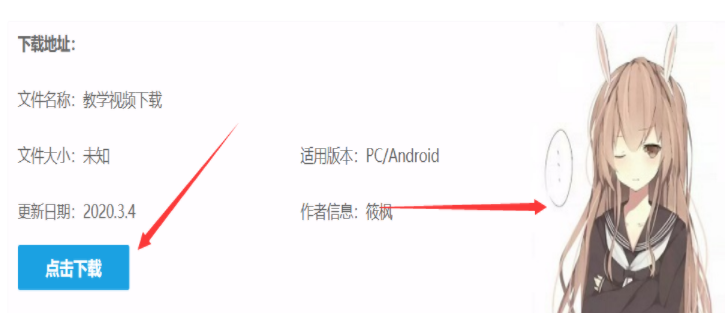 下载地址：
文件名称：教学视频下载
文件大小：未知
适用版本：PC/Android
更新日期：2020.3.4
作者信息：筱枫
点击下载